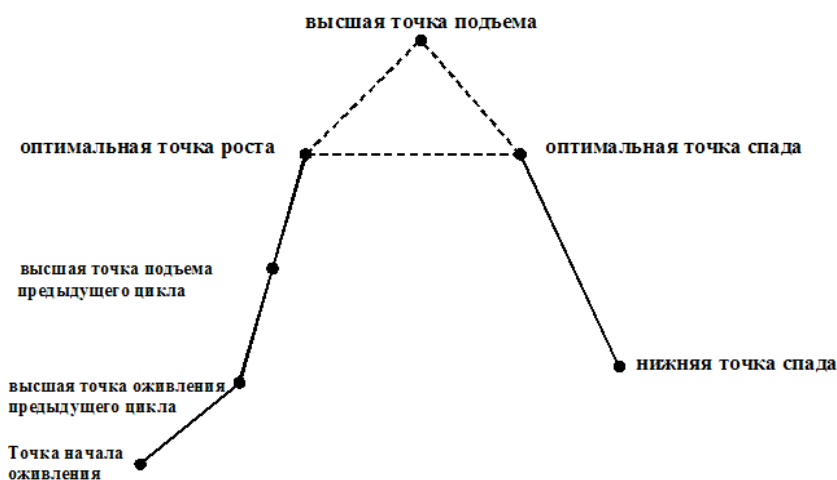 высшая точка подъема
оптимальная точка роста
оптимальная точка спада
высшая точка подъема
предыдущего цикла
нижняя точка спада
высшая точка оживления
предыдущего цикла
Точка начала
оживления